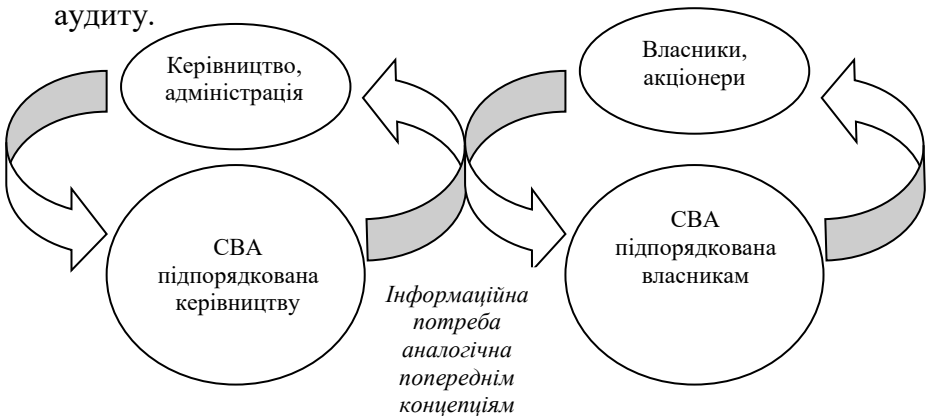 аудиту.
Керівництво,
адміністрація
Власники,
акціонери
СВА
підпорядкована
керівництву
СВА
підпорядкована
власникам
Інформаційна
потреба
аналогічна
попереднім
концепціям